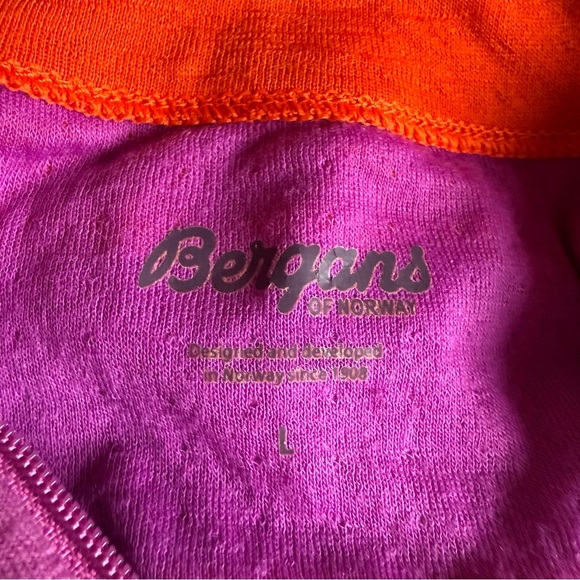 Bergans
OF NORWAY
Designed and developed
in Norway since 1908
L